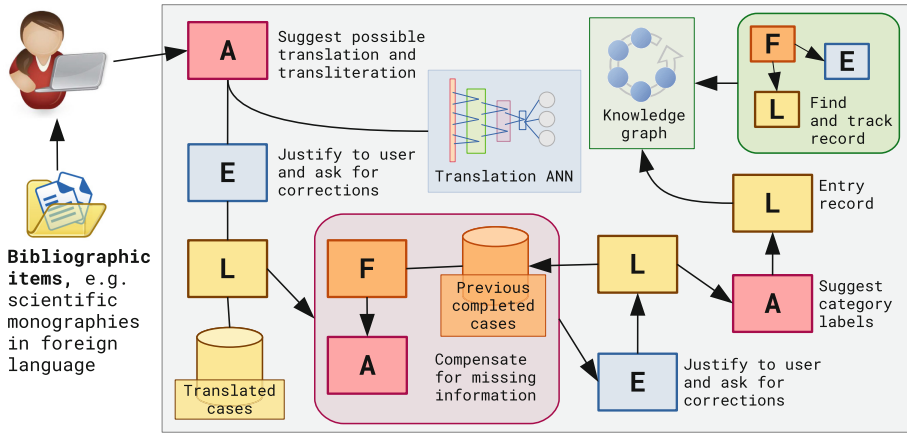 A
Suggest possible
translation and
transliteration
Translation ANN
E
Justify to user
and ask for
corrections
L
Translated
cases
Bibliographic
items, e.g.
scientific
monographies
in foreign
language
F
A
Previous
completed
cases
Compensate
for missing
information
L
E
Justify to user
and ask for
corrections
A
Suggest
category
labels
L
Entry
record
Knowledge
graph
F
E
L
Find
and track
record